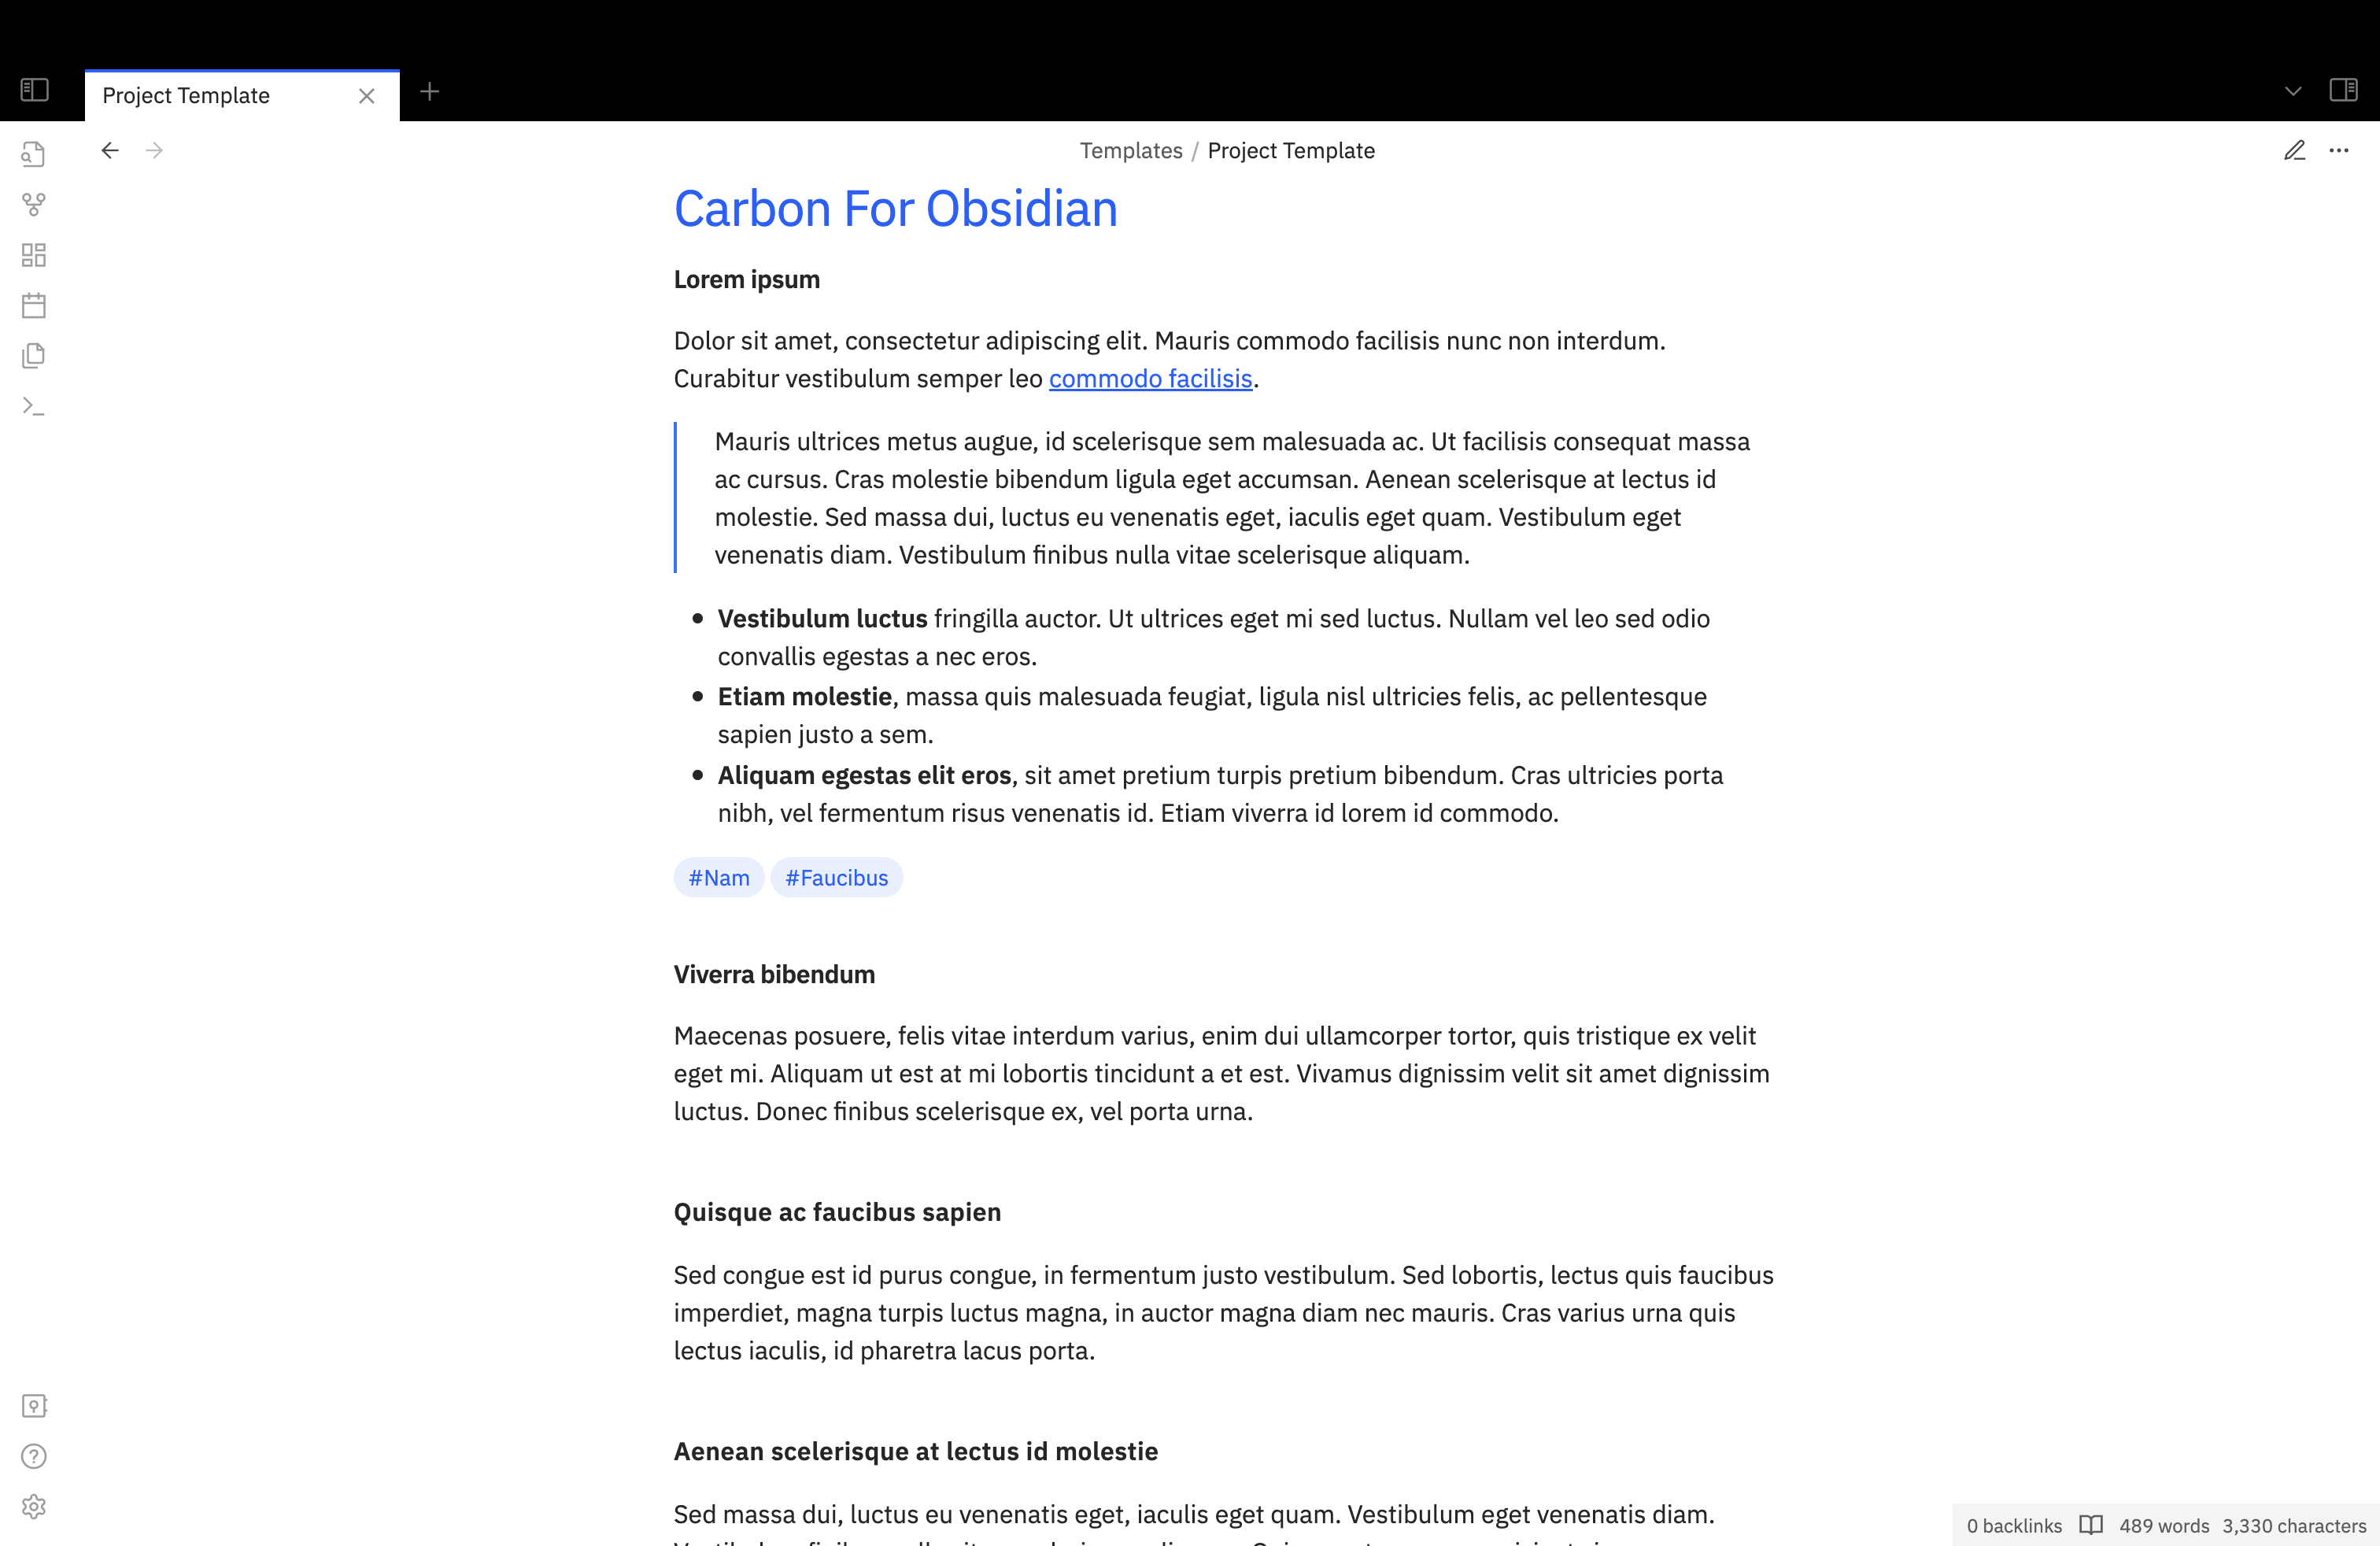 Project Template
Templates / Project Template
Carbon For Obsidian
Lorem ipsum
Dolor sit amet, consectetur adipiscing elit. Mauris commodo facilisis nunc non interdum.
Curabitur vestibulum semper leo commodo facilisis.
Mauris ultrices metus augue, id scelerisque sem malesuada ac. Ut facilisis consequat massa
ac cursus. Cras molestie bibendum ligula eget accumsan. Aenean scelerisque at lectus id
molestie. Sed massa dui, luctus eu venenatis eget, iaculis eget quam. Vestibulum eget
venenatis diam. Vestibulum finibus nulla vitae scelerisque aliquam.
Vestibulum luctus fringilla auctor. Ut ultrices eget mi sed luctus. Nullam vel leo sed odio
convallis egestas a nec eros.
Etiam molestie, massa quis malesuada feugiat, ligula nisl ultricies felis, ac pellentesque
sapien justo a sem.
Aliquam egestas elit eros, sit amet pretium turpis pretium bibendum. Cras ultricies porta
nibh, vel fermentum risus venenatis id. Etiam viverra id lorem id commodo.
#Nam #Faucibus
Viverra bibendum
Maecenas posuere, felis vitae interdum varius, enim dui ullamcorper tortor, quis tristique ex velit
eget mi. Aliquam ut est at mi lobortis tincidunt a et est. Vivamus dignissim velit sit amet dignissim
luctus. Donec finibus scelerisque ex, vel porta urna.
Quisque ac faucibus sapien
Sed congue est id purus congue, in fermentum justo vestibulum. Sed lobortis, lectus quis faucibus
imperdiet, magna turpis luctus magna, in auctor magna diam nec mauris. Cras varius urna quis
lectus iaculis, id pharetra lacus porta.
Aenean scelerisque at lectus id molestie
Sed massa dui, luctus eu venenatis eget, iaculis eget quam. Vestibulum eget venenatis diam.
0 backlinks 489 words 3,330 characters